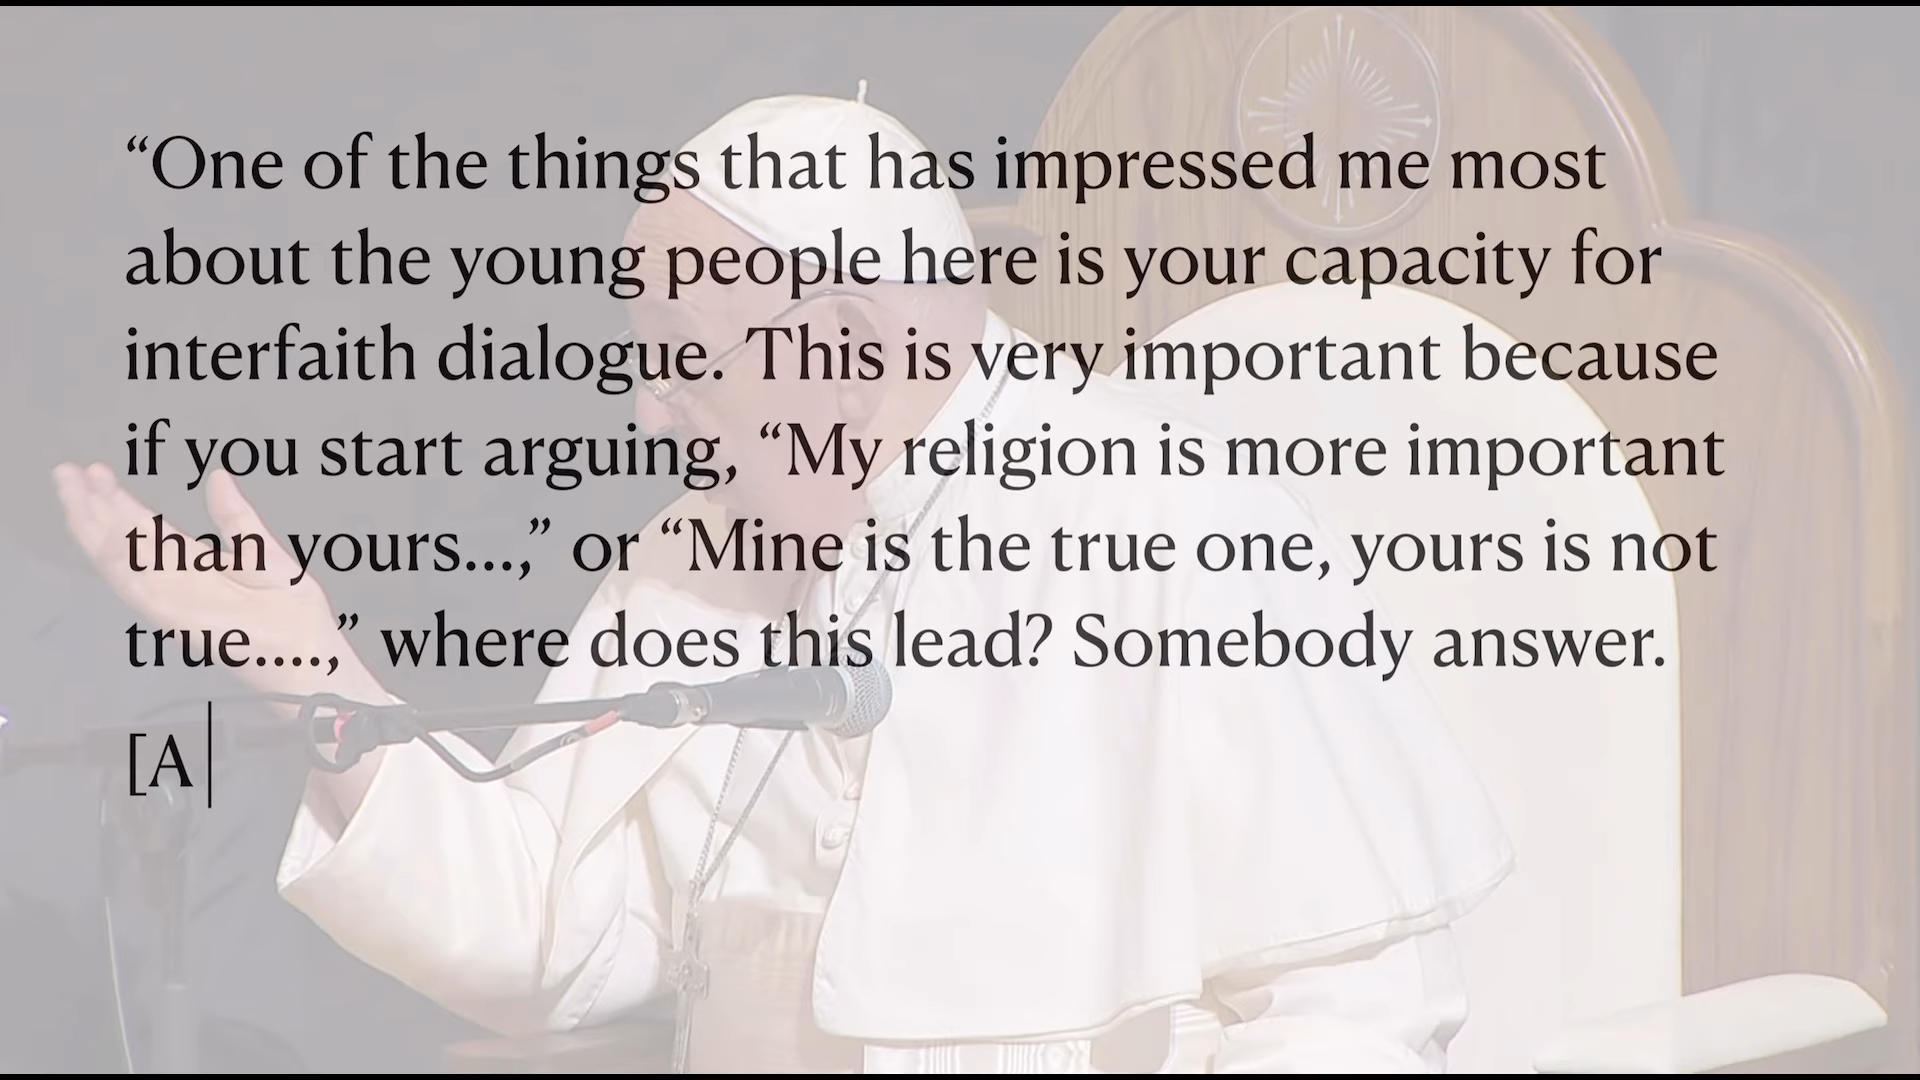 “One of the things that has impressed me most
about the young people here is your capacity for
interfaith dialogue. This is very important because
if you start arguing, “My religion is more important
than yours...,” or “Mine is the true one, yours is not
true....,” where does this lead? Somebody answer.
[A